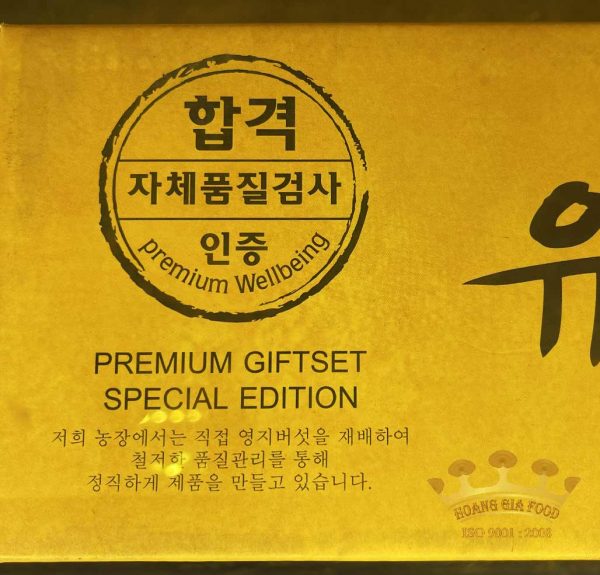 합격
자체품질검사
인증
premium Wellbeing
유
PREMIUM GIFTSET
SPECIAL EDITION
저희 농장에서는 직접 영지버섯을 재배하여
철저한 품질관리를 통해
정직하게 제품을 만들고 있습니다.
HOANG GIA FOOD
ISO 9001 : 2008